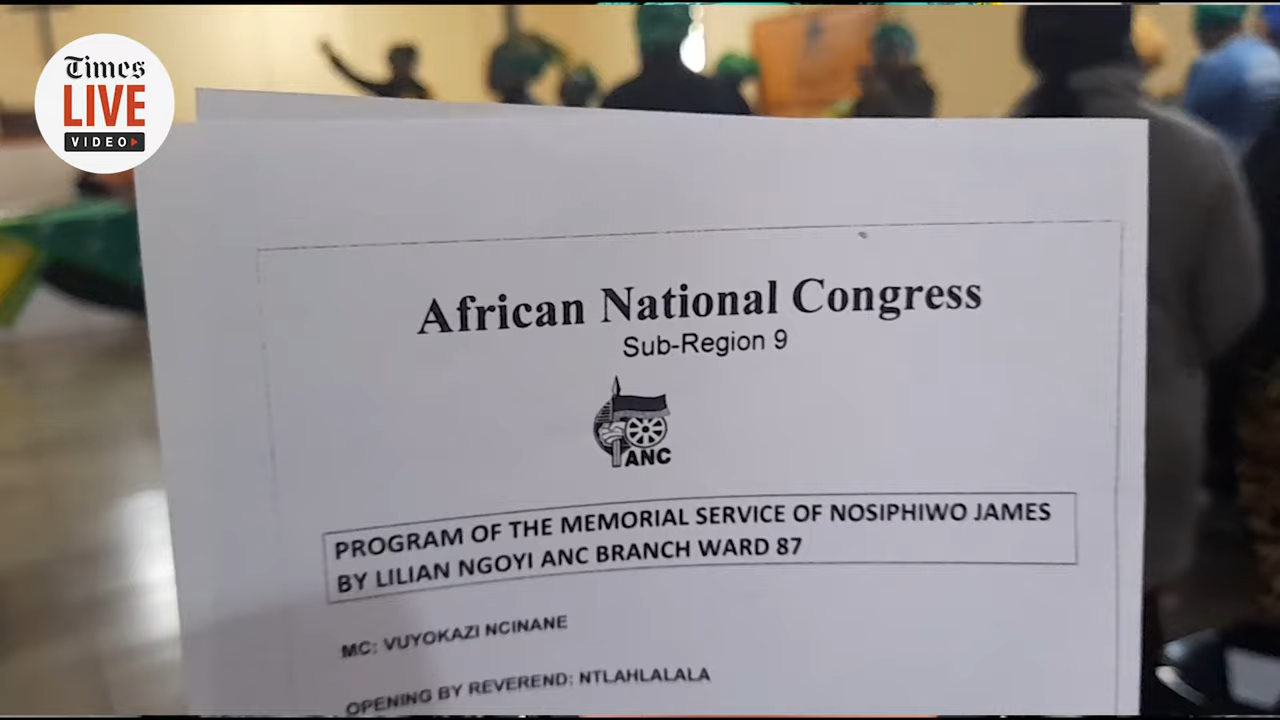 Times
LIVE
VIDEO
African National Congress
Sub-Region 9
ANC
PROGRAM OF THE MEMORIAL SERVICE OF NOSIPHIWO JAMES
BY LILIAN NGOYI ANC BRANCH WARD 87
MC: VUYOKAZI NCINANE
OPENING BY REVEREND: NTLAHLALALA